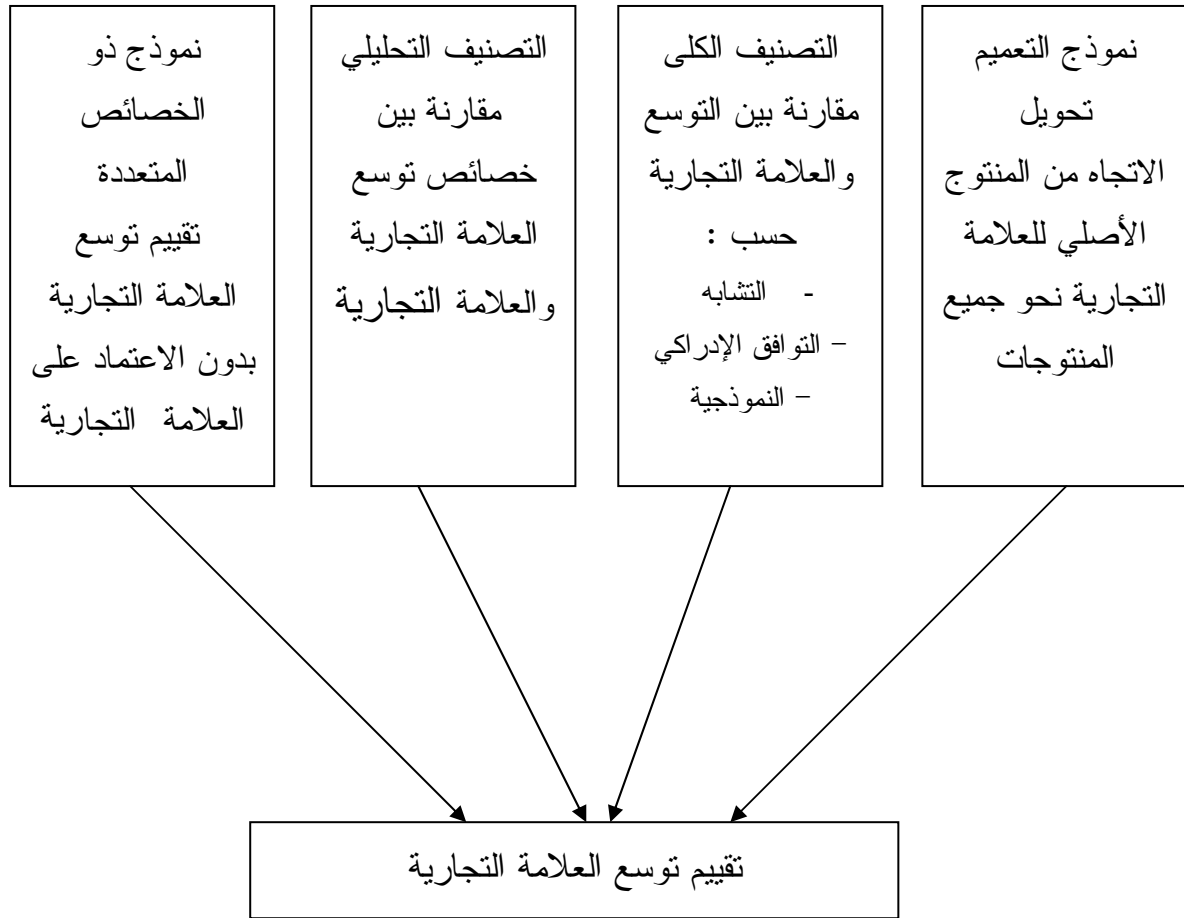 نموذج التعميم
تحويل
الاتجاه من المنتوج
الأصلي للعلامة
التجارية نحو جميع
المنتوجات
التصنيف الكلى
مقارنة بين التوسع
والعلامة التجارية
حسب :
- التشابه
– التوافق الإدراكي
– النموذجية
التصنيف التحليلي
مقارنة بين
خصائص توسع
العلامة التجارية
والعلامة التجارية
نموذج ذو
الخصائص
المتعددة
تقييم توسع
العلامة التجارية
بدون الاعتماد على
العلامة التجارية
تقييم توسع العلامة التجارية